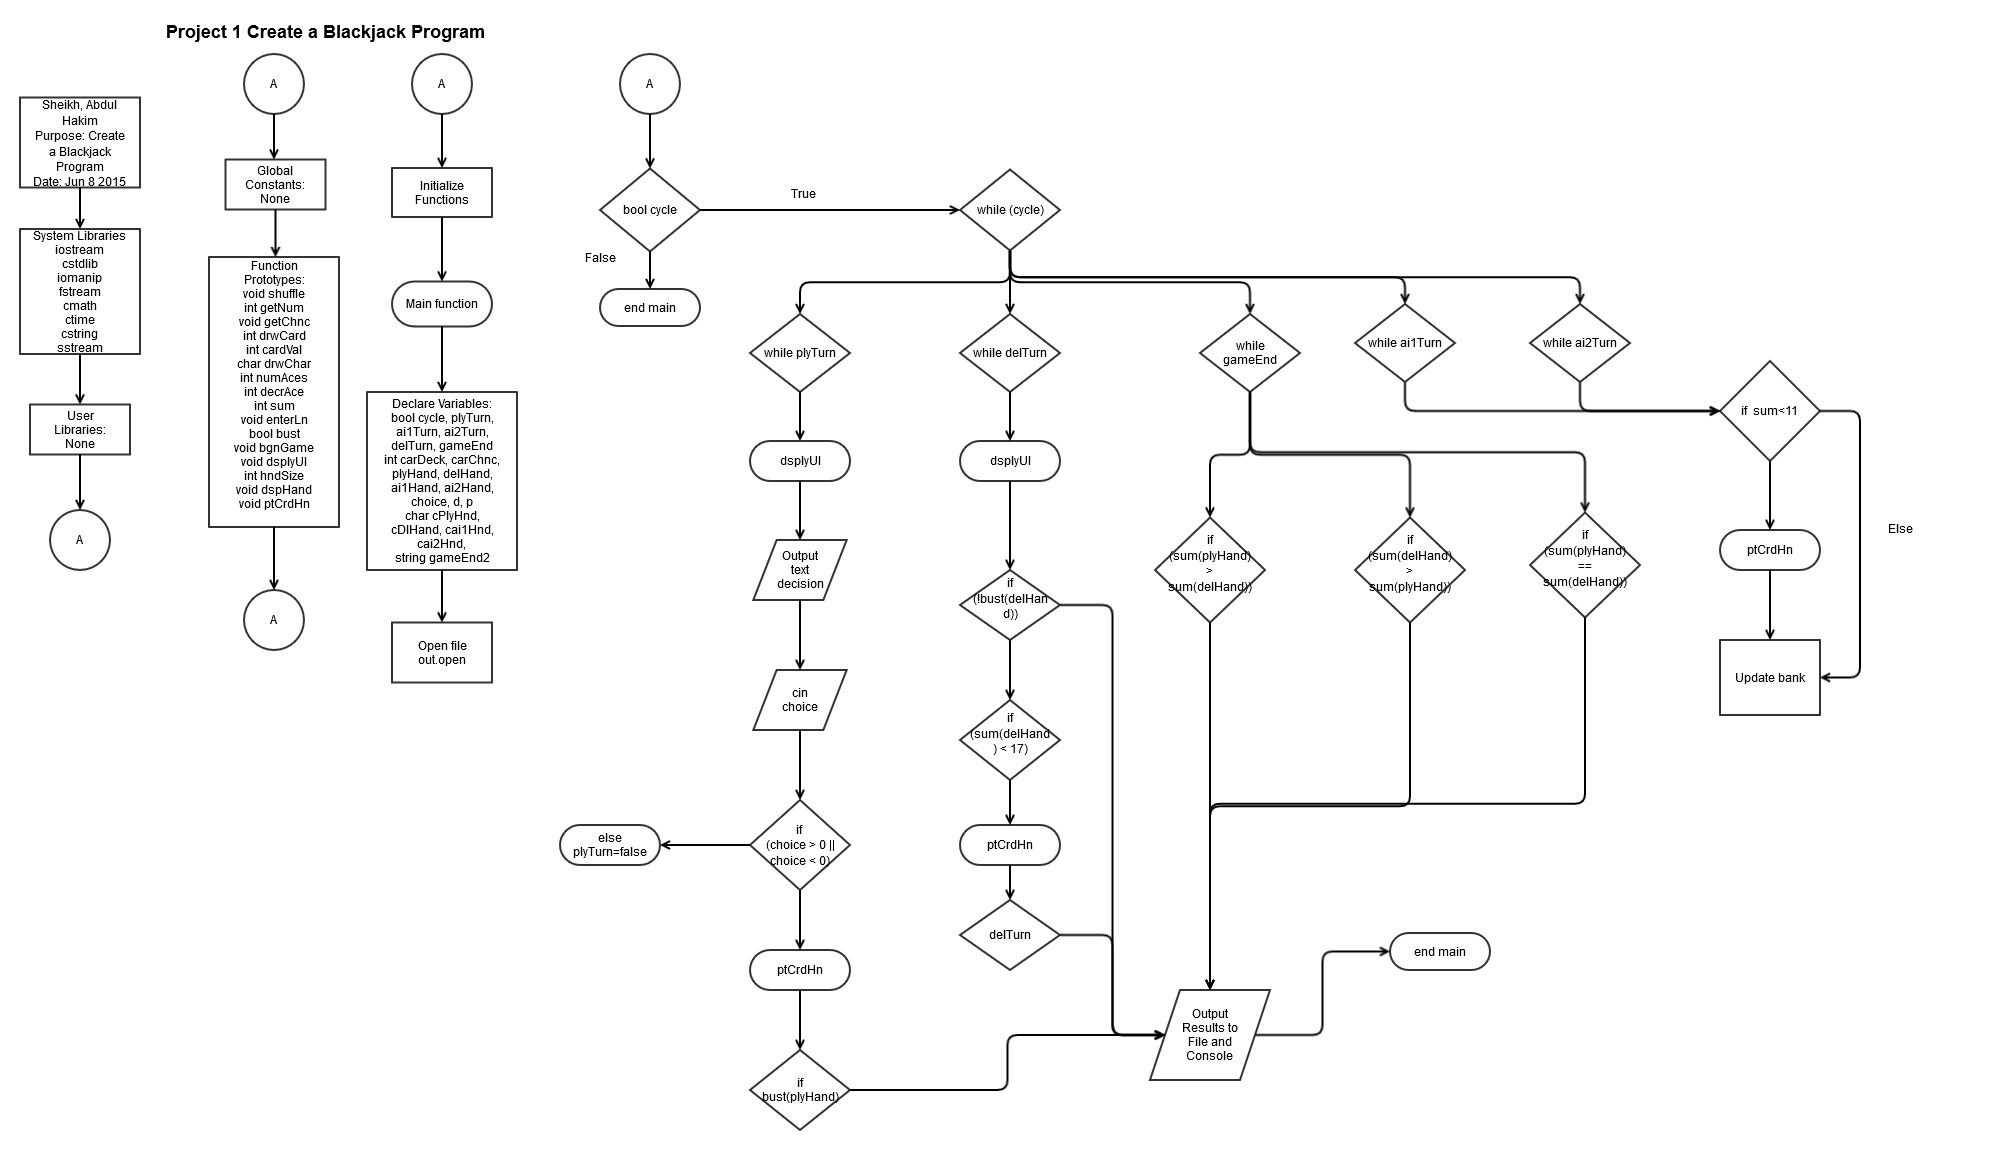 Project 1 Create a Blackjack Program
Sheikh, Abdul
Hakim
Purpose: Create
a Blackjack
Program
Date: Jun 8 2015
System Libraries
iostream
cstdlib
iomanip
fstream
cmath
ctime
cstring
sstream
User
Libraries:
None
A
A
Global
Constants:
None
Function
Prototypes:
void shuffle
int getNum
void getChnc
int drwCard
int cardVal
char drwChar
int numAces
int decrAce
int sum
void enterLn
bool bust
void bgnGame
void dsplyUI
int hndSize
void dspHand
void ptCrdHn
A
A
Initialize
Functions
Main function
Declare Variables:
bool cycle, plyTurn,
ai1Turn, ai2Turn,
delTurn, gameEnd
int carDeck, carChnc,
plyHand, delHand,
ai1Hand, ai2Hand,
choice, d, p
char cPlyHnd,
cDlHand, cai1Hnd,
cai2Hnd,
string gameEnd2
Open file
out.open
A
bool cycle
True
False
end main
while (cycle)
while plyTurn
dsplyUI
Output
text
decision
cin
choice
if
(choice > 0 ||
choice < 0)
else
plyTurn=false
ptCrdHn
if
bust(plyHand)
while delTurn
dsplyUI
if
(!bust(delHan
d))
if
(sum(delHand
) < 17)
ptCrdHn
delTurn
while
gameEnd
if
(sum(plyHand)
>
sum(delHand))
if
(sum(delHand)
>
sum(plyHand))
if
(sum(plyHand)
==
sum(delHand))
Output
Results to
File and
Console
end main
while ai1Turn
while ai2Turn
if sum<11
Else
ptCrdHn
Update bank